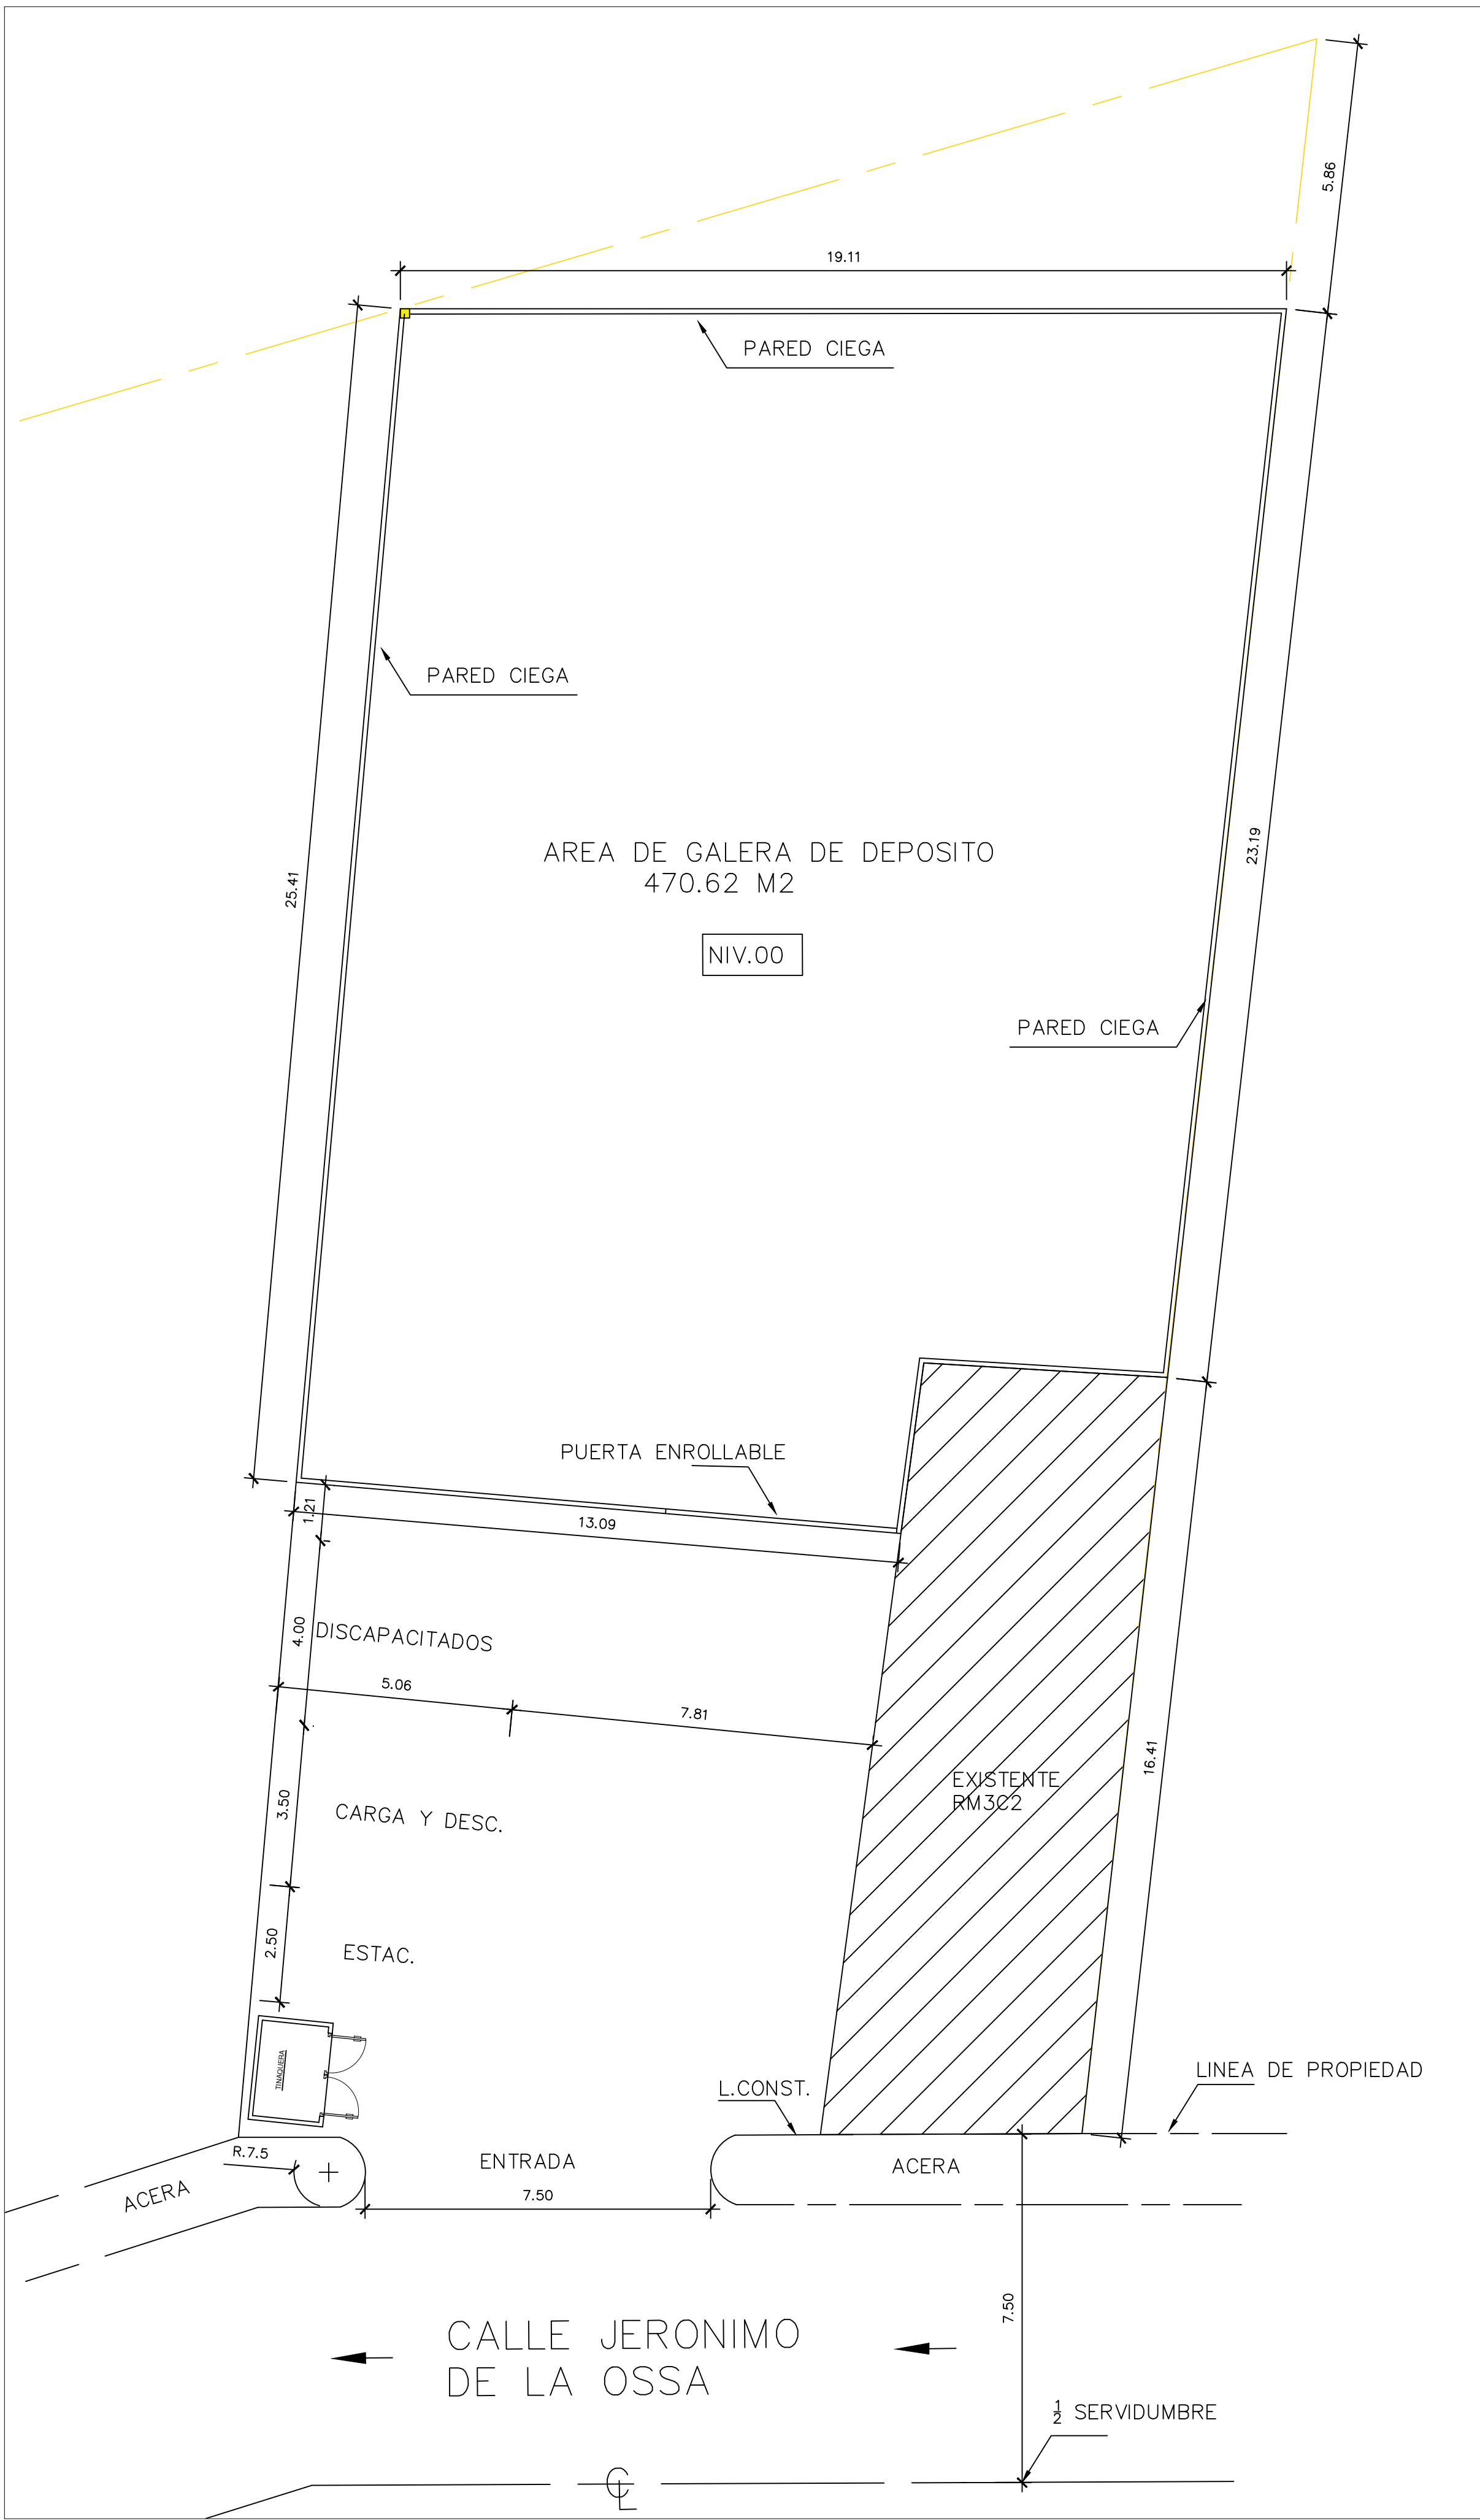 5.86
19.11
PARED CIEGA
PARED CIEGA
25.41
AREA DE GALERA DE DEPOSITO
470.62 M2
NIV.00
23.19
PARED CIEGA
PUERTA ENROLLABLE
1.21
13.09
4.00
DISCAPACITADOS
5.06
7.81
16.41
EXISTENTE
RM3C2
3.50
CARGA Y DESC.
2.50
ESTAC.
TINAQUERA
L.CONST.
LINEA DE PROPIEDAD
R.7.5
ENTRADA
ACERA
ACERA
7.50
7.50
CALLE JERONIMO
DE LA OSSA
1/2 SERVIDUMBRE
CL